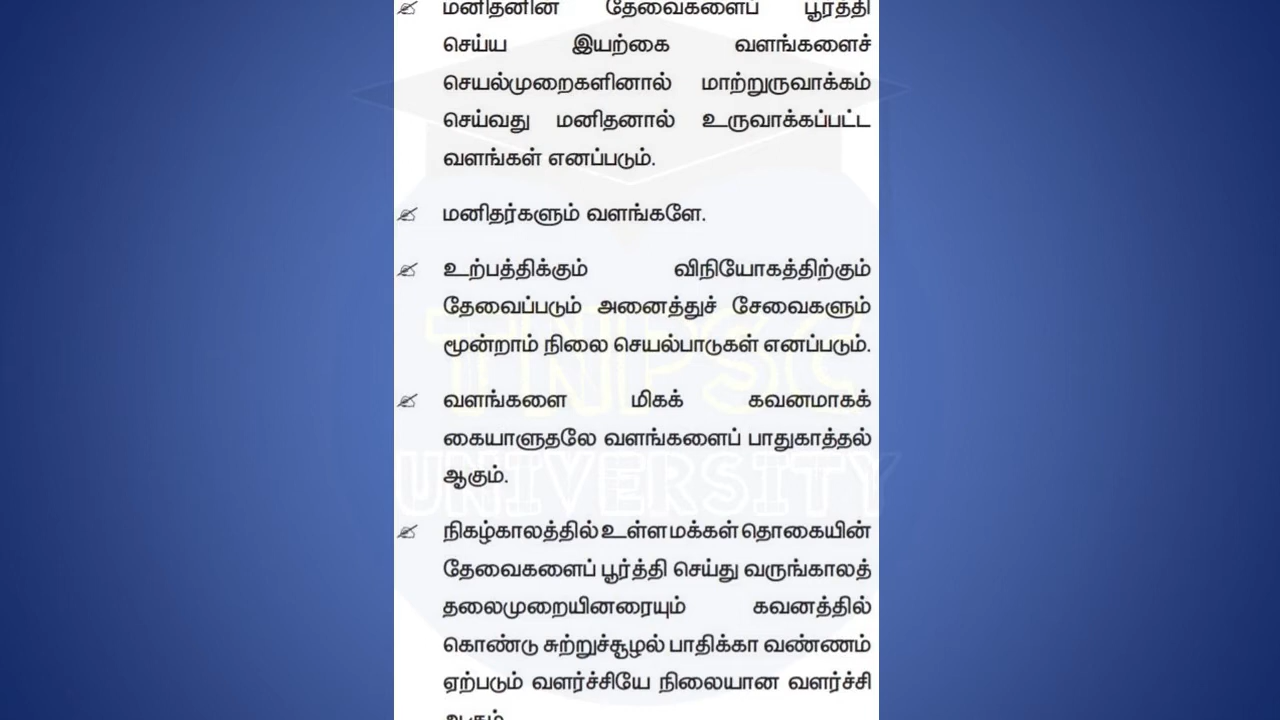 மனிதனின் தேவைகளைப் பூர்த்தி
செய்ய இயற்கை வளங்களைச்
செயல்முறைகளினால் மாற்றுருவாக்கம்
செய்வது மனிதனால் உருவாக்கப்பட்ட
வளங்கள் எனப்படும்.
மனிதர்களும் வளங்களே.
உற்பத்திக்கும் விநியோகத்திற்கும்
தேவைப்படும் அனைத்துச் சேவைகளும்
மூன்றாம் நிலை செயல்பாடுகள் எனப்படும்.
வளங்களை மிகக் கவனமாகக்
கையாளுதலே வளங்களைப் பாதுகாத்தல்
ஆகும்.
நிகழ்காலத்தில் உள்ள மக்கள் தொகையின்
தேவைகளைப் பூர்த்தி செய்து வருங்காலத்
தலைமுறையினரையும் கவனத்தில்
கொண்டு சுற்றுச்சூழல் பாதிக்கா வண்ணம்
ஏற்படும் வளர்ச்சியே நிலையான வளர்ச்சி
ஆகும்
TNPSC
UNIVERSITY